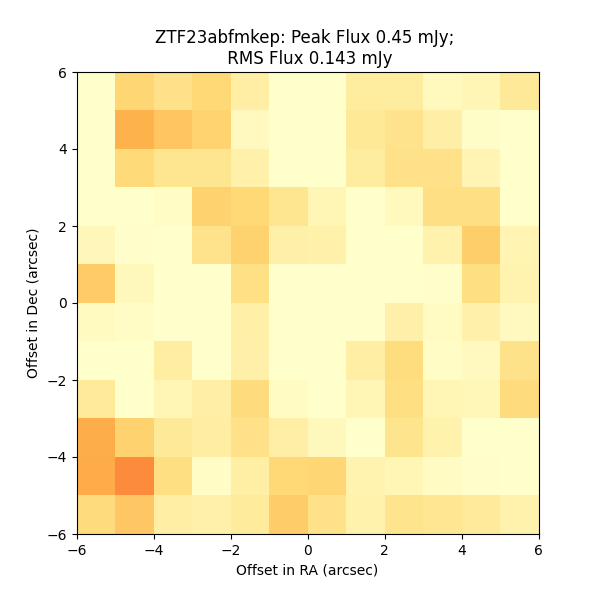 ZTF23abfmkep: Peak Flux 0.45 mJy;
RMS Flux 0.143 mJy
6
4
2
0
−2
−4
−6
Offset in Dec (arcsec)
−6 −4 −2 0 2 4 6
Offset in RA (arcsec)